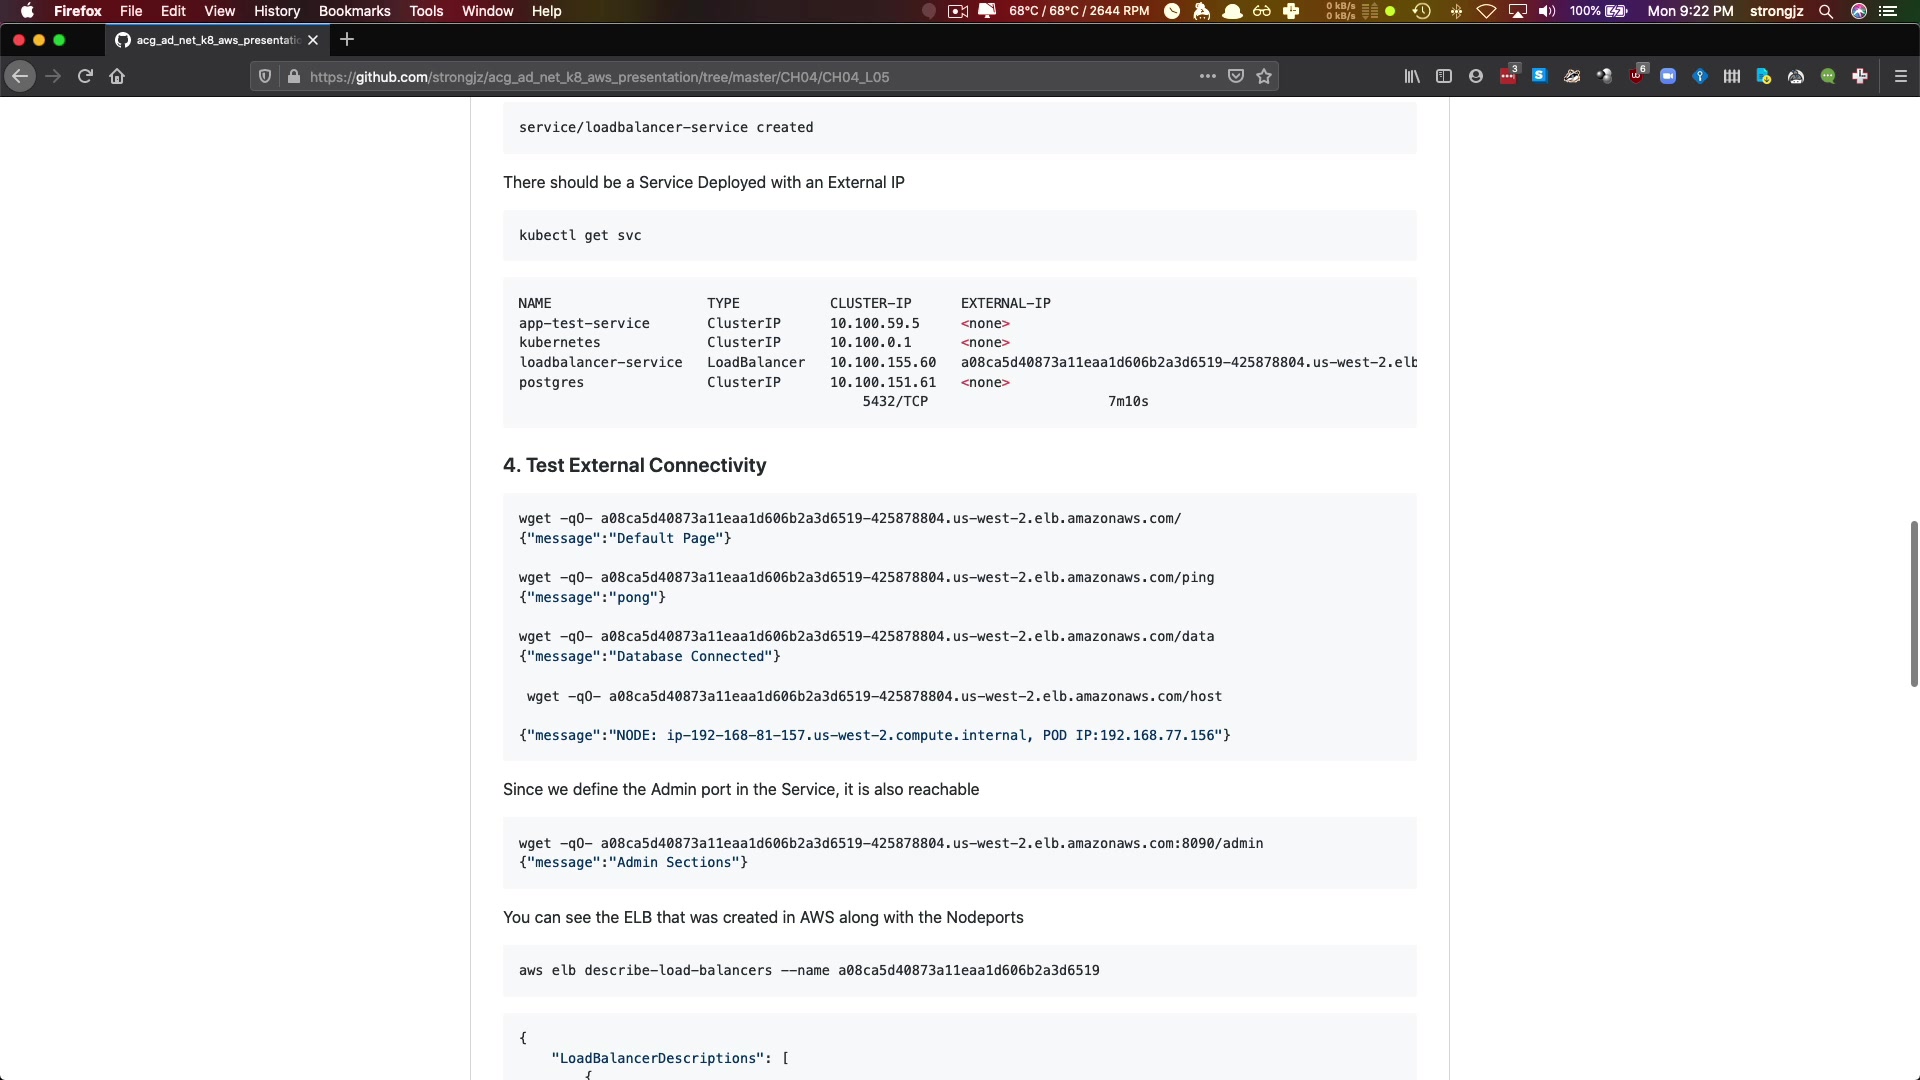 Firefox File Edit View History Bookmarks Tools Window Help 68°C / 68°C / 2644 RPM 0 kB/s 0 kB/s 100% Mon 9:22 PM strongjz
acg_ad_net_k8_aws_presentatio
https://github.com/strongjz/acg_ad_net_k8_aws_presentation/tree/master/CH04/CH04_L05 3 6
service/loadbalancer-service created
There should be a Service Deployed with an External IP
kubectl get svc
NAME TYPE CLUSTER-IP EXTERNAL-IP
app-test-service ClusterIP 10.100.59.5 <none>
kubernetes ClusterIP 10.100.0.1 <none>
loadbalancer-service LoadBalancer 10.100.155.60 a08ca5d40873a11eaa1d606b2a3d6519-425878804.us-west-2.elb
postgres ClusterIP 10.100.151.61 <none>
5432/TCP 7m10s
4. Test External Connectivity
wget -qO- a08ca5d40873a11eaa1d606b2a3d6519-425878804.us-west-2.elb.amazonaws.com/
{"message":"Default Page"}
wget -qO- a08ca5d40873a11eaa1d606b2a3d6519-425878804.us-west-2.elb.amazonaws.com/ping
{"message":"pong"}
wget -qO- a08ca5d40873a11eaa1d606b2a3d6519-425878804.us-west-2.elb.amazonaws.com/data
{"message":"Database Connected"}
wget -qO- a08ca5d40873a11eaa1d606b2a3d6519-425878804.us-west-2.elb.amazonaws.com/host
{"message":"NODE: ip-192-168-81-157.us-west-2.compute.internal, POD IP:192.168.77.156"}
Since we define the Admin port in the Service, it is also reachable
wget -qO- a08ca5d40873a11eaa1d606b2a3d6519-425878804.us-west-2.elb.amazonaws.com:8090/admin
{"message":"Admin Sections"}
You can see the ELB that was created in AWS along with the Nodeports
aws elb describe-load-balancers --name a08ca5d40873a11eaa1d606b2a3d6519
{
"LoadBalancerDescriptions": [
{